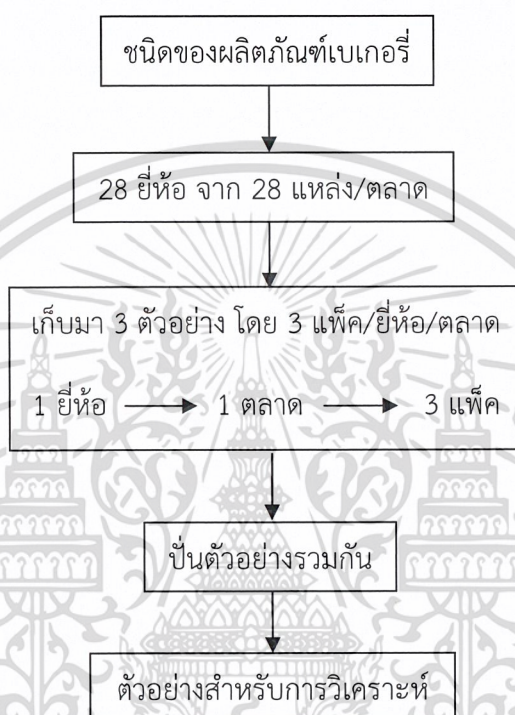 ชนิดของผลิตภัณฑ์เบเกอรี่
28 ยี่ห้อ จาก 28 แหล่ง/ตลาด
เก็บมา 3 ตัวอย่าง โดย 3 แพ็ค/ยี่ห้อ/ตลาด
1 ยี่ห้อ 1 ตลาด 3 แพ็ค
ปั่นตัวอย่างรวมกัน
ตัวอย่างสำหรับการวิเคราะห์